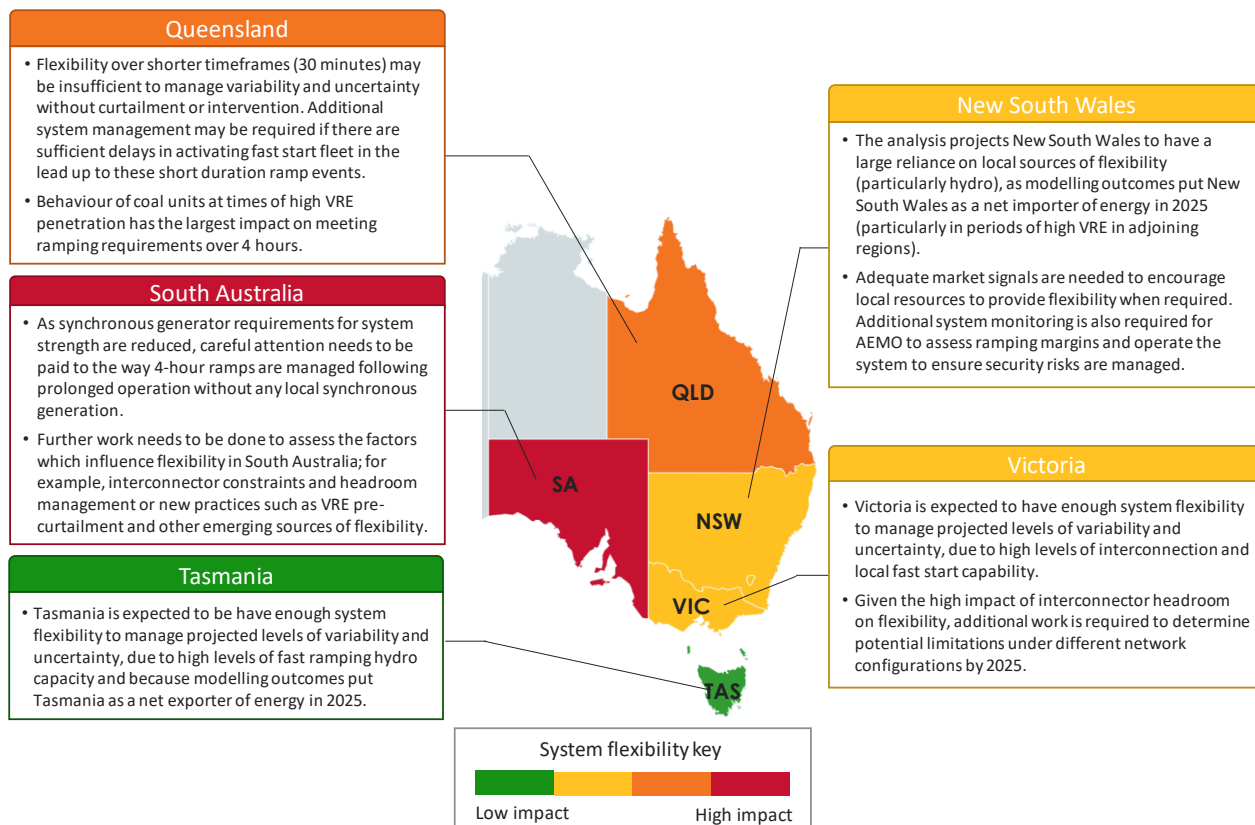 Queensland
• Flexibility over shorter timeframes (30 minutes) may
be insufficient to manage variability and uncertainty
without curtailment or intervention. Additional
system management may be required if there are
sufficient delays in activating fast start fleet in the
lead up to these short duration ramp events.
• Behaviour of coal units at times of high VRE
penetration has the largest impact on meeting
ramping requirements over 4 hours.
South Australia
• As synchronous generator requirements for system
strength are reduced, careful attention needs to be
paid to the way 4-hour ramps are managed following
prolonged operation without any local synchronous
generation.
• Further work needs to be done to assess the factors
which influence flexibility in South Australia; for
example, interconnector constraints and headroom
management or new practices such as VRE pre-
curtailment and other emerging sources of flexibility.
Tasmania
• Tasmania is expected to be have enough system
flexibility to manage projected levels of variability and
uncertainty, due to high levels of fast ramping hydro
capacity and because modelling outcomes put
Tasmania as a net exporter of energy in 2025.
QLD
SA
NSW
VIC
TAS
New South Wales
• The analysis projects New South Wales to have a
large reliance on local sources of flexibility
(particularly hydro), as modelling outcomes put New
South Wales as a net importer of energy in 2025
(particularly in periods of high VRE in adjoining
regions).
• Adequate market signals are needed to encourage
local resources to provide flexibility when required.
Additional system monitoring is also required for
AEMO to assess ramping margins and operate the
system to ensure security risks are managed.
Victoria
• Victoria is expected to have enough system flexibility
to manage projected levels of variability and
uncertainty, due to high levels of interconnection and
local fast start capability.
• Given the high impact of interconnector headroom
on flexibility, additional work is required to determine
potential limitations under different network
configurations by 2025.
System flexibility key
Low impact
High impact